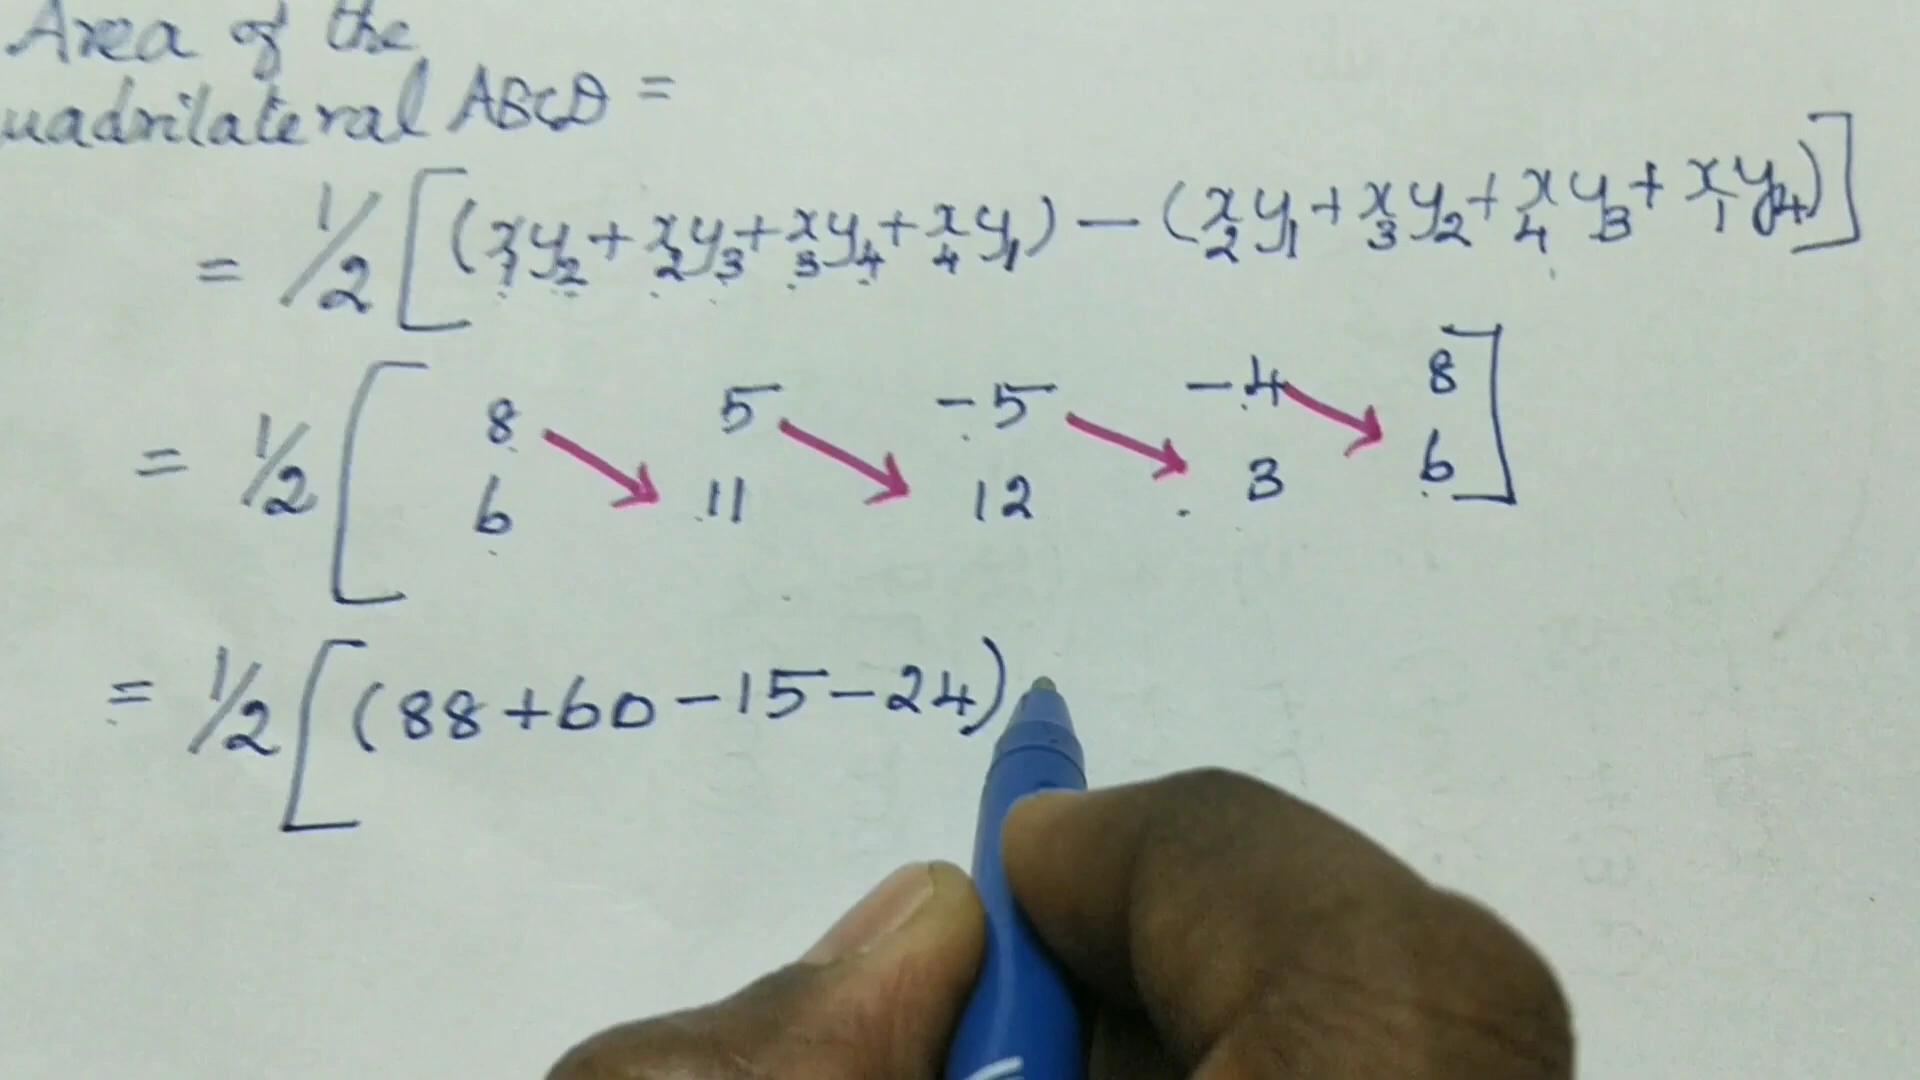 Area of the
uadrilateral ABCD =
= 1/2 [(x₁y₂ + x₂y₃ + x₃y₄ + x₄y₁) − (x₂y₁ + x₃y₂ + x₄y₃ + x₁y₄)]
= 1/2 [ 8 5 -5 -4 8
6 11 12 3 6 ]
= 1/2 [(88 + 60 − 15 − 24)